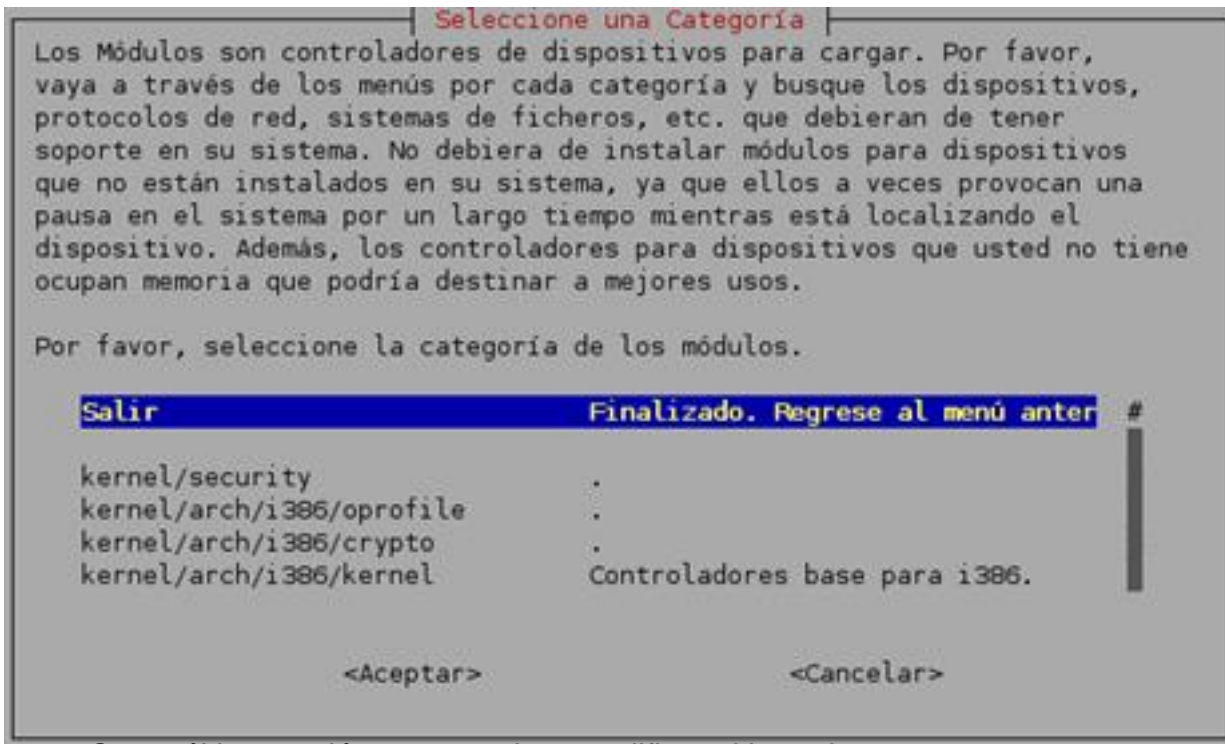 Seleccione una Categoría
Los Módulos son controladores de dispositivos para cargar. Por favor,
vaya a través de los menús por cada categoría y busque los dispositivos,
protocolos de red, sistemas de ficheros, etc. que debieran de tener
soporte en su sistema. No debiera de instalar módulos para dispositivos
que no están instalados en su sistema, ya que ellos a veces provocan una
pausa en el sistema por un largo tiempo mientras está localizando el
dispositivo. Además, los controladores para dispositivos que usted no tiene
ocupan memoria que podría destinar a mejores usos.
Por favor, seleccione la categoría de los módulos.
Salir Finalizado. Regrese al menú anter #
kernel/security .
kernel/arch/i386/oprofile .
kernel/arch/i386/crypto .
kernel/arch/i386/kernel Controladores base para i386.
<Aceptar> <Cancelar>